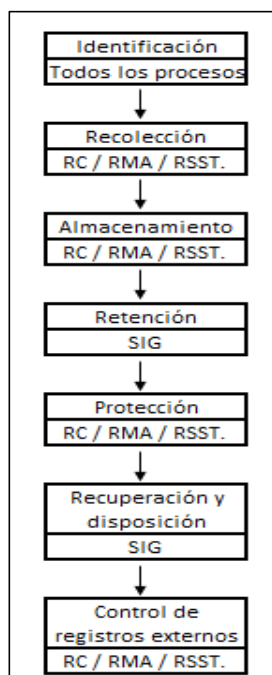 Identificación
Todos los procesos
Recolección
RC / RMA / RSST.
Almacenamiento
RC / RMA / RSST.
Retención
SIG
Protección
RC / RMA / RSST.
Recuperación y
disposición
SIG
Control de
registros externos
RC / RMA / RSST.